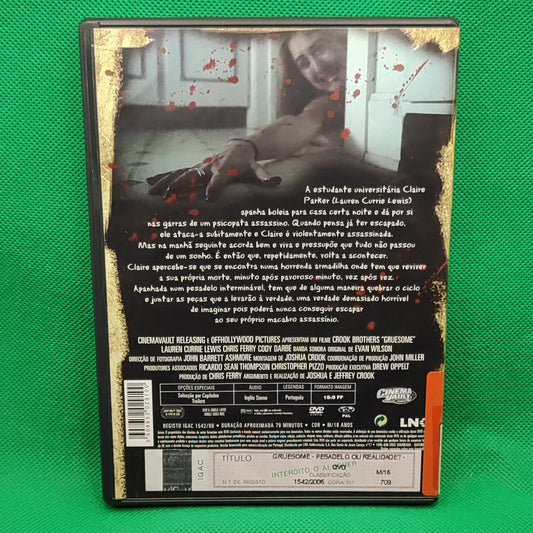 A estudante universitária Claire
Parker (Lauren Currie Lewis)
apanha boleia para casa certa noite e dá por si
nas garras de um psicopata assassino. Quando pensa já ter escapado,
ele ataca-a subitamente e Claire é violentamente assassinada.
Mas na manhã seguinte acorda bem e viva e pressupõe que tudo não passou
de um sonho. É então que, repetidamente, volta a acontecer.
Claire apercebe-se que se encontra numa horrenda armadilha onde tem que reviver
a sua própria morte, minuto após pavoroso minuto, vez após vez.
Apanhada num pesadelo interminável, tem que de alguma maneira quebrar o ciclo
e juntar as peças que a levarão à verdade, uma verdade demasiado horrível
de imaginar pois poderá nunca conseguir escapar
ao seu próprio macabro assassínio.
CINEMAVAULT RELEASING e OFFHOLLYWOOD PICTURES APRESENTAM UM FILME CROOK BROTHERS "GRUESOME"
LAUREN CURRIE LEWIS CHRIS FERRY CODY DARBE BANDA SONORA ORIGINAL DE EVAN WILSON
DIRECÇÃO DE FOTOGRAFIA JOHN BARRETT ASHMORE MONTAGEM DE JOSHUA CROOK COORDENAÇÃO DE PRODUÇÃO JOHN MILLER
PRODUTORES ASSOCIADOS RICARDO SEAN THOMPSON CHRISTOPHER PIZZO PRODUÇÃO EXECUTIVA DREW OPPELT
PRODUÇÃO DE CHRIS FERRY ARGUMENTO E REALIZAÇÃO DE JOSHUA E JEFFREY CROOK
OPÇÕES ESPECIAIS ÁUDIO LEGENDAS FORMATO IMAGEM
Selecção por Capítulos Inglês Stereo Português 16/9 FF
Trailers
CINEMA VAULT
DVD PAL
LN
REGISTO IGAC 1542/06 • DURAÇÃO APROXIMADA 79 MINUTOS • COR • M/16 ANOS
IGAC
TÍTULO GRUESOME - PESADELO OU REALIDADE? -
DVD
INTERDITO O ALUGUER
CLASSIFICAÇÃO M/16
N.º DE REGISTO 1542/2006 CÓPIA N.º 709